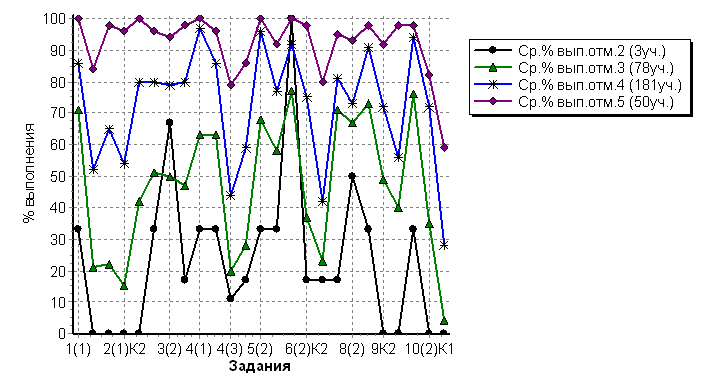 100
90
80
70
60
50
40
30
20
10
0
% выполнения
1(1) 2(1)К2 3(2) 4(1) 4(3) 5(2) 6(2)К2 8(2) 9К2 10(2)К1
Задания
Ср.% вып.отм.2 (3уч.)
Ср.% вып.отм.3 (78уч.)
Ср.% вып.отм.4 (181уч.)
Ср.% вып.отм.5 (50уч.)